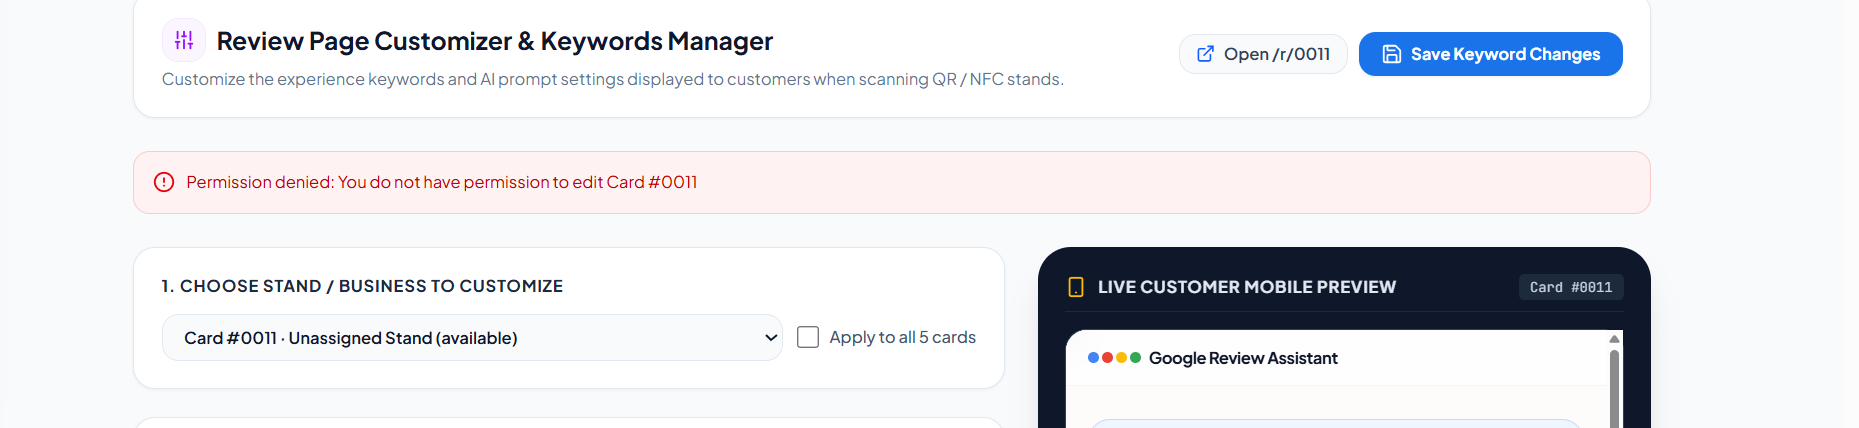 Review Page Customizer & Keywords Manager
Customize the experience keywords and AI prompt settings displayed to customers when scanning QR / NFC stands.
Open /r/0011
Save Keyword Changes
Permission denied: You do not have permission to edit Card #0011
1. CHOOSE STAND / BUSINESS TO CUSTOMIZE
Card #0011 · Unassigned Stand (available)
Apply to all 5 cards
LIVE CUSTOMER MOBILE PREVIEW
Card #0011
Google Review Assistant